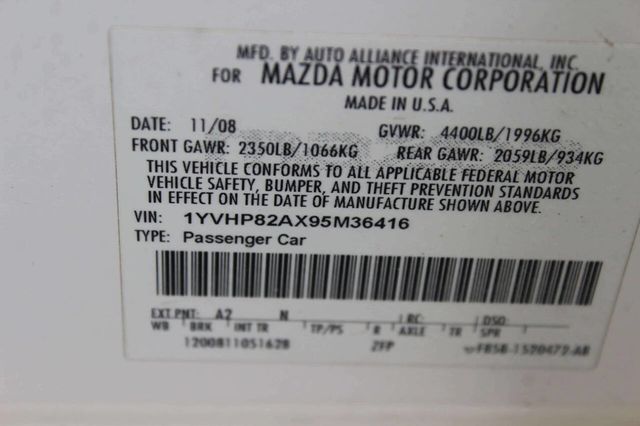 MFD. BY AUTO ALLIANCE INTERNATIONAL, INC.
FOR MAZDA MOTOR CORPORATION
MADE IN U.S.A.
DATE: 11/08 GVWR: 4400LB/1996KG
FRONT GAWR: 2350LB/1066KG REAR GAWR: 2059LB/934KG
THIS VEHICLE CONFORMS TO ALL APPLICABLE FEDERAL MOTOR
VEHICLE SAFETY, BUMPER, AND THEFT PREVENTION STANDARDS
IN EFFECT ON THE DATE OF MANUFACTURE SHOWN ABOVE.
VIN: 1YVHP82AX95M36416
TYPE: Passenger Car
EXT PNT: A2 N RC: DSO:
WB BRK INT TR TP/PS R AXLE TR SPR
1200811051628 ZFP